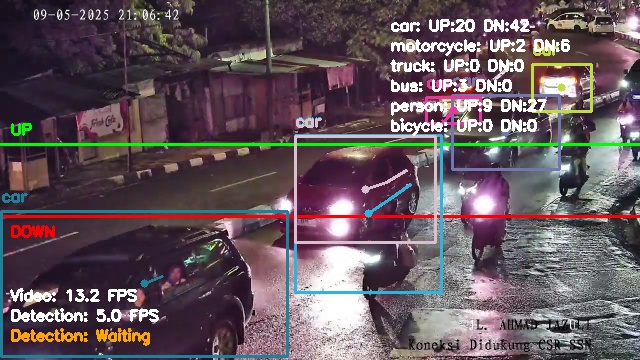 09-05-2025 21:06:42
car: UP:20 DN:42
motorcycle: UP:2 DN:6
truck: UP:0 DN:0
bus: UP:3 DN:0
person: UP:9 DN:27
bicycle: UP:0 DN:0
car
UP
car
DOWN
Video: 13.2 FPS
Detection: 5.0 FPS
Detection: Waiting
JL. AHMAD JAZULI
Koneksi Didukung CSR SSN